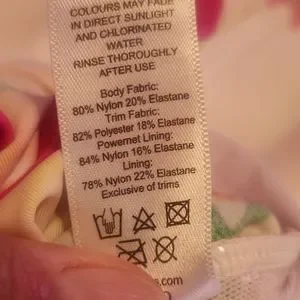 COLOURS MAY FADE
IN DIRECT SUNLIGHT
AND CHLORINATED
WATER
RINSE THOROUGHLY
AFTER USE
Body Fabric:
80% Nylon 20% Elastane
Trim Fabric:
82% Polyester 18% Elastane
Powernet Lining:
84% Nylon 16% Elastane
Lining:
78% Nylon 22% Elastane
Exclusive of trims
s.com